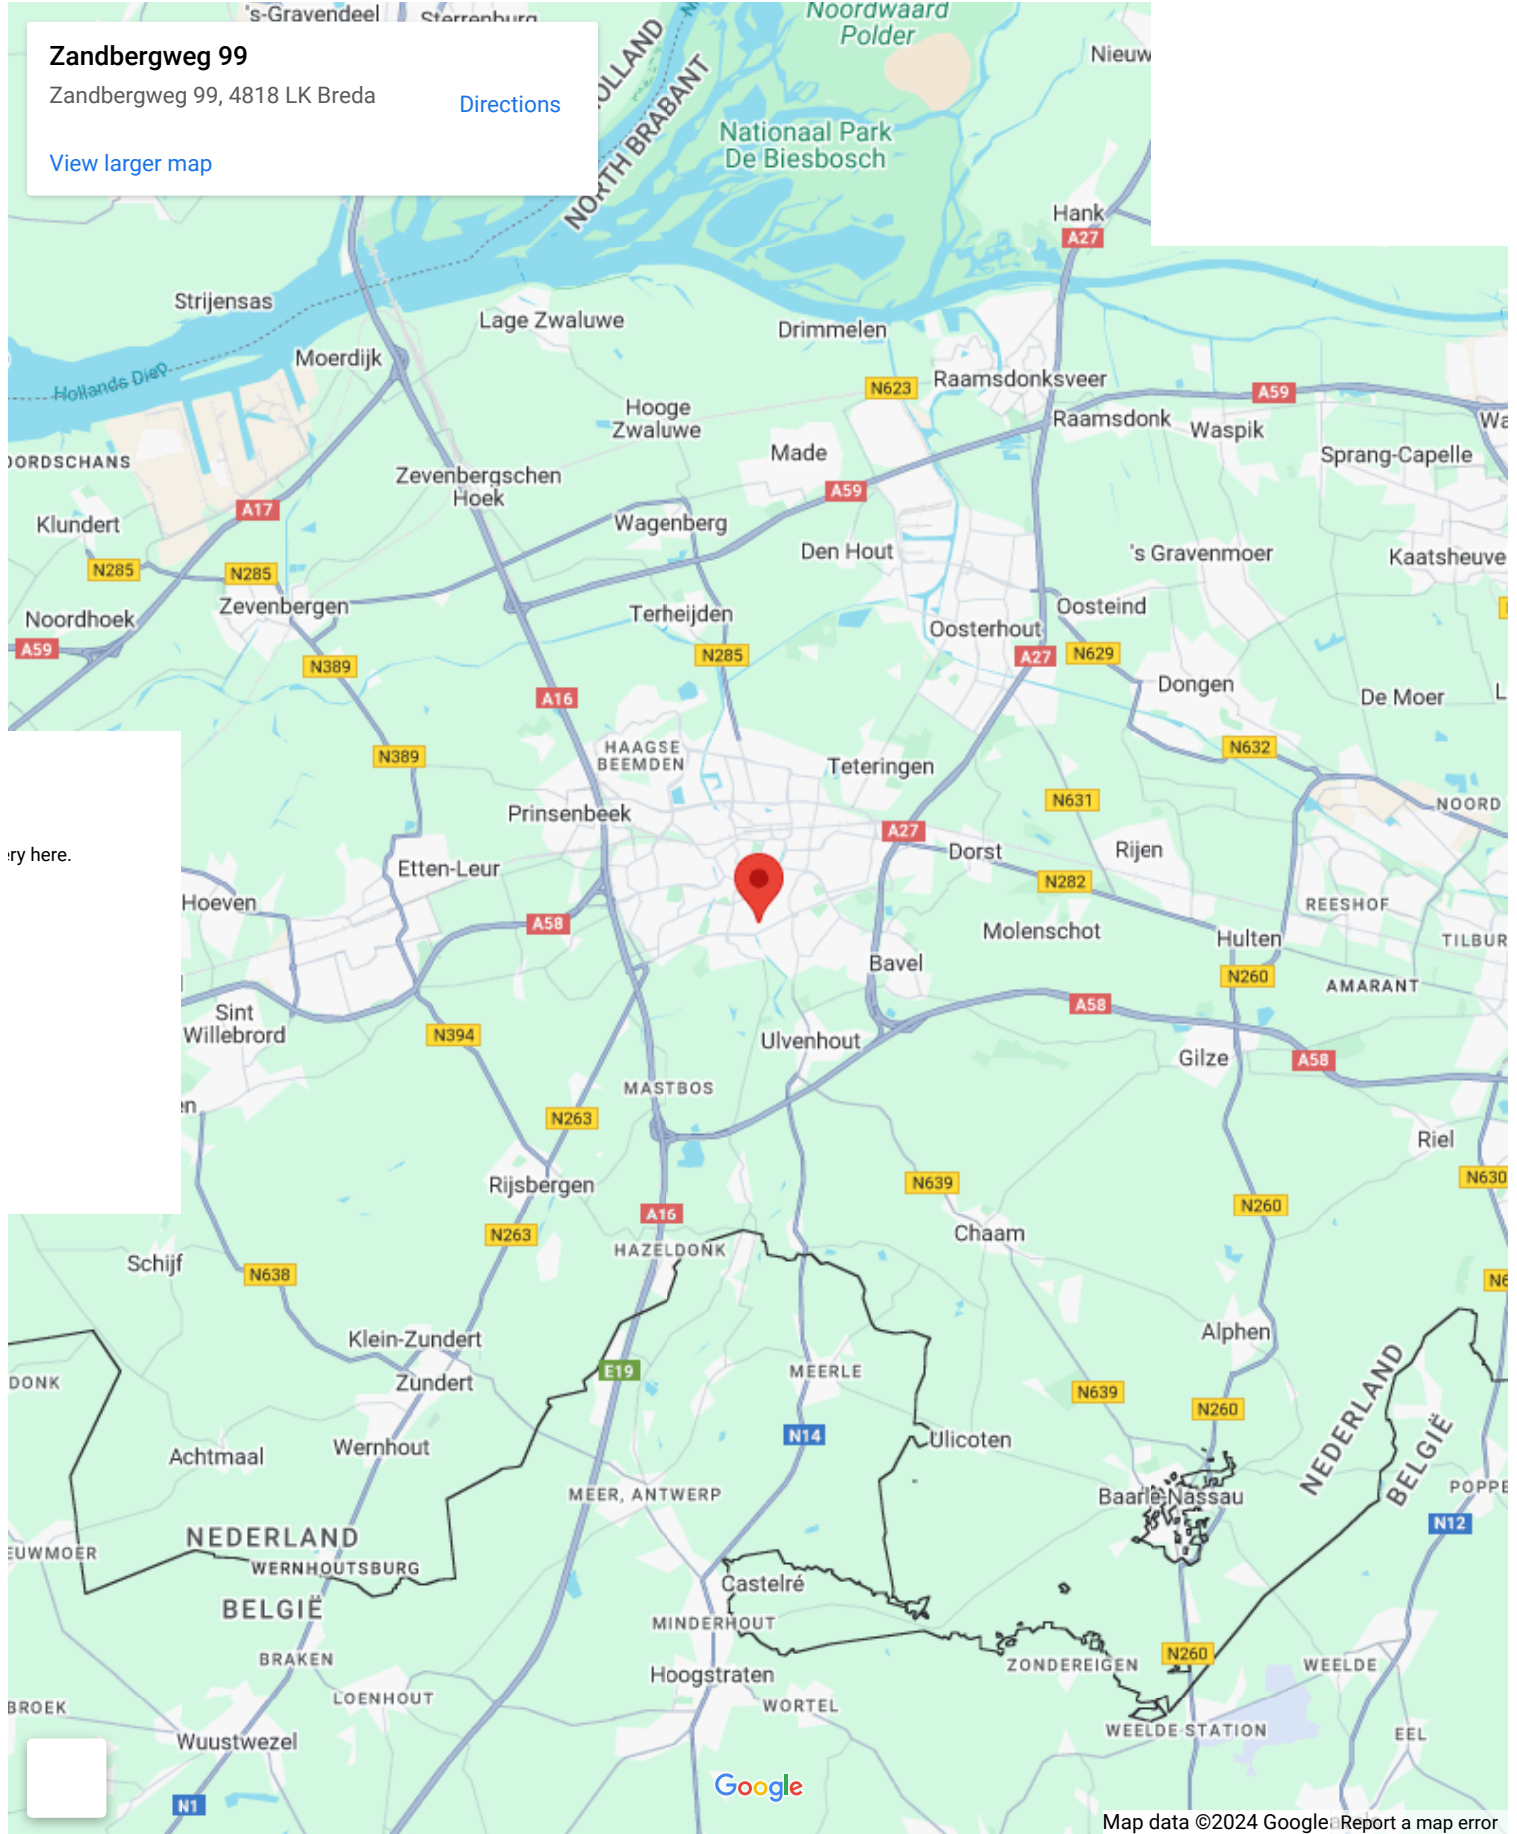 's-Gravendeel
Sterrenburg
Noordwaard
Polder
Zandbergweg 99
Zandbergweg 99, 4818 LK Breda
Directions
View larger map
NORTH BRABANT
Nationaal Park
De Biesbosch
Hank
A27
Strijensas
Lage Zwaluwe
Drimmelen
Moerdijk
Hollands Diep
N623
Raamsdonksveer
A59
Hooge
Zwaluwe
Raamsdonk
Waspik
Made
Sprang-Capelle
Zevenbergschen
Hoek
A59
A17
Klundert
Wagenberg
Den Hout
's Gravenmoer
N285
N285
Zevenbergen
Noordhoek
Terheijden
Oosteind
Oosterhout
A59
N389
N285
A27
N629
A16
Dongen
De Moer
HAAGSE
BEEMDEN
N389
Teteringen
N632
N631
NOORD
Prinsenbeek
A27
ery here.
Dorst
Rijen
Etten-Leur
N282
Hoeven
REESHOF
A58
Molenschot
Hulten
Bavel
N260
AMARANT
A58
Sint
Willebrord
N394
Ulvenhout
Gilze
A58
MASTBOS
N263
Riel
Rijsbergen
N639
N630
A16
N260
N263
Chaam
HAZELDONK
Schijf
N638
Klein-Zundert
Alphen
E19
MEERLE
Zundert
N639
N260
NEDERLAND
BELGIË
N14
Ulicoten
Wernhout
Achtmaal
MEER, ANTWERP
Baarle-Nassau
N12
NEDERLAND
WERNHOUTSBURG
BELGIË
Castelré
MINDERHOUT
BRAKEN
N260
ZONDEREIGEN
WEELDE
Hoogstraten
LOENHOUT
WORTEL
WEELDE STATION
EEL
Wuustwezel
Google
N1
Map data ©2024 Google
Report a map error